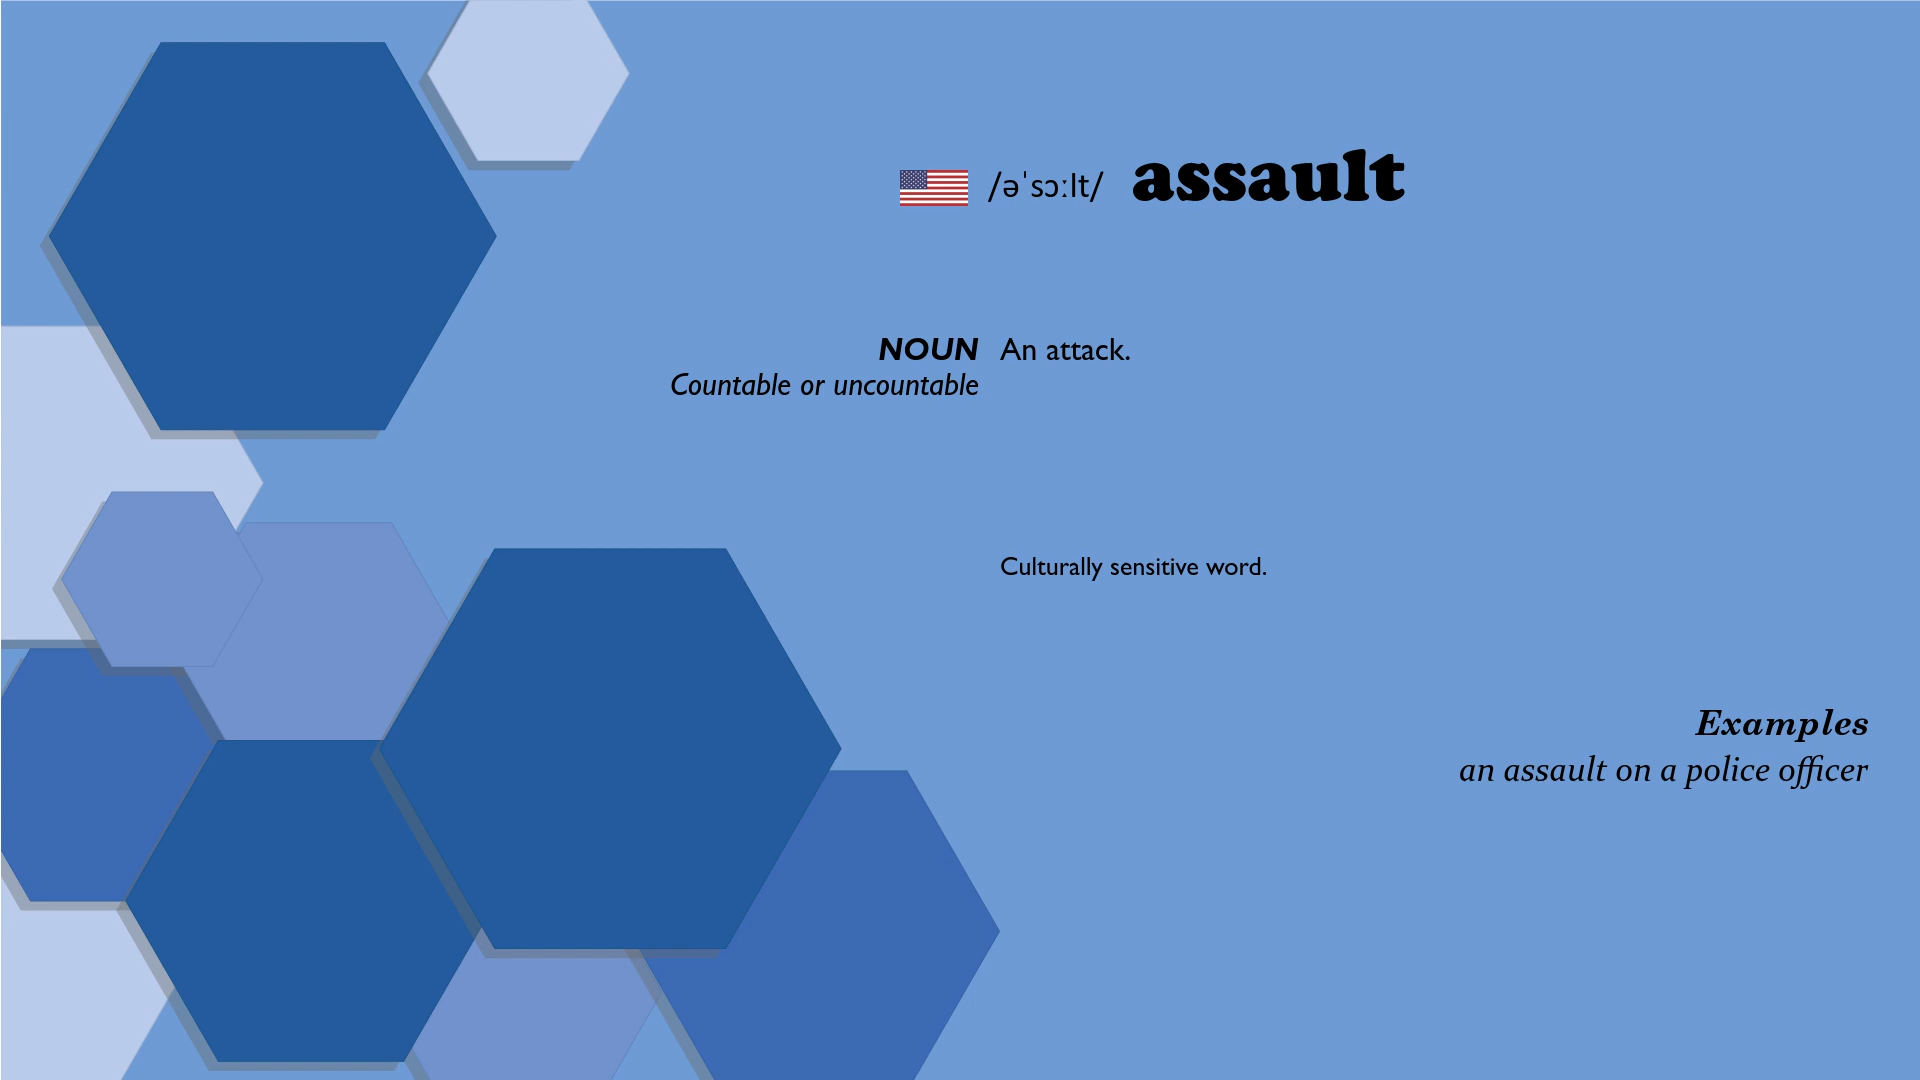 /əˈsɔːlt/ assault
NOUN An attack.
Countable or uncountable
Culturally sensitive word.
Examples
an assault on a police officer